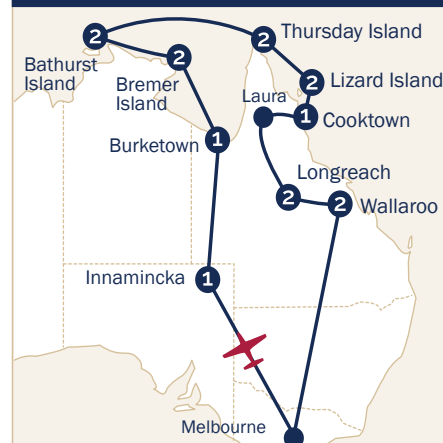 Thursday Island
2
2
Bathurst
Island
2
Bremer
Island
2
Lizard Island
Laura
1
Cooktown
Burketown
1
Longreach
2
2
Wallaroo
Innamincka
1
Melbourne